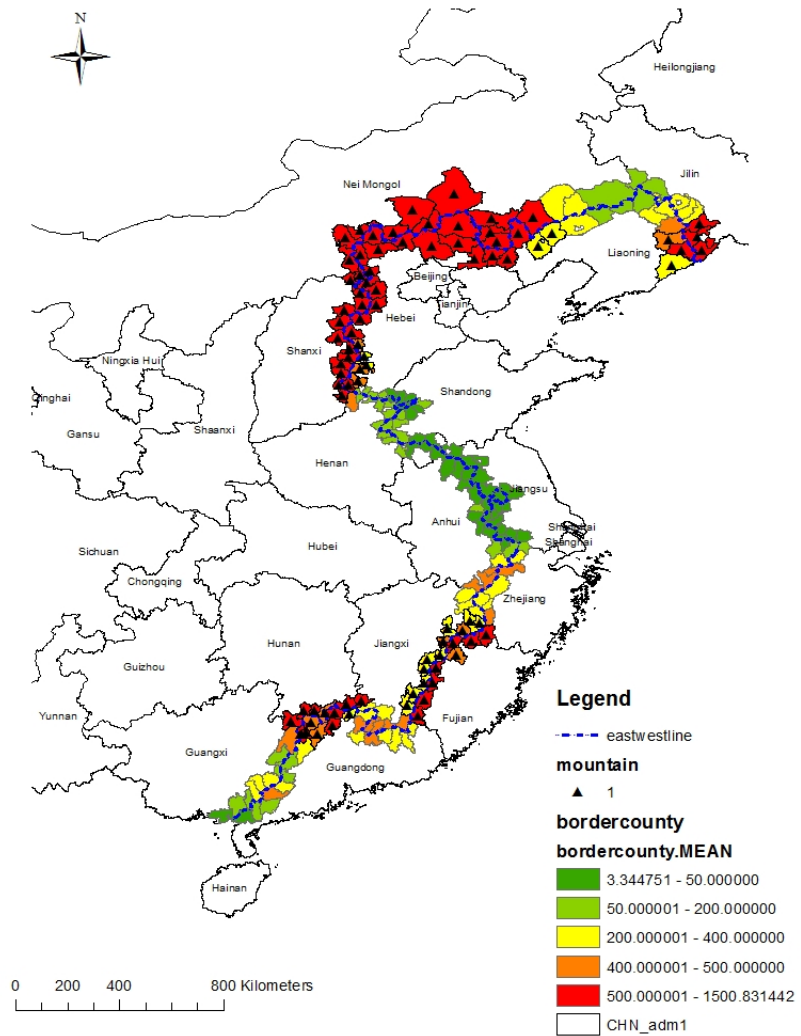 N
Heilongjiang
Jilin
Nei Mongol
Liaoning
Beijing
Tianjin
Hebei
Shanxi
Ningxia Hui
Shandong
Qinghai
Gansu
Shaanxi
Henan
Jiangsu
Anhui
Shanghai
Shanghai
Hubei
Sichuan
Chongqing
Zhejiang
Hunan
Jiangxi
Guizhou
Yunnan
Fujian
Guangxi
Guangdong
Hainan
Legend
eastwestline
mountain
1
bordercounty
bordercounty.MEAN
3.344751 - 50.000000
50.000001 - 200.000000
200.000001 - 400.000000
400.000001 - 500.000000
500.000001 - 1500.831442
CHN_adm1
0 200 400 800 Kilometers